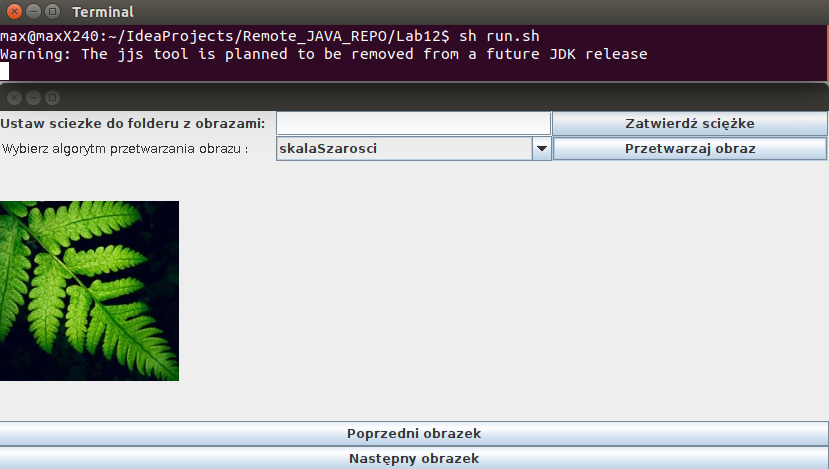 Terminal
max@maxX240:~/IdeaProjects/Remote_JAVA_REPO/Lab12$ sh run.sh
Warning: The jjs tool is planned to be removed from a future JDK release
Ustaw sciezke do folderu z obrazami:
Zatwierdź sciężke
Wybierz algorytm przetwarzania obrazu :
skalaSzarosci
Przetwarzaj obraz
Poprzedni obrazek
Następny obrazek